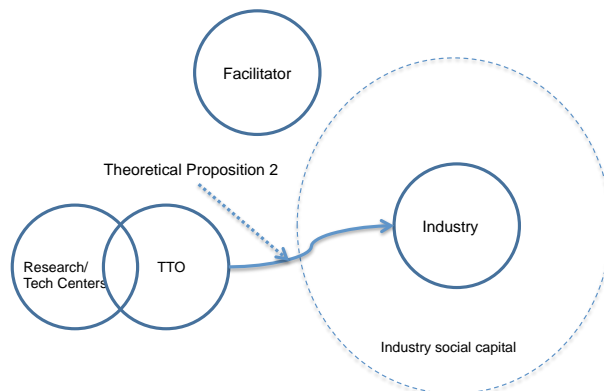 Facilitator
Theoretical Proposition 2
Industry
Research/
Tech Centers
TTO
Industry social capital